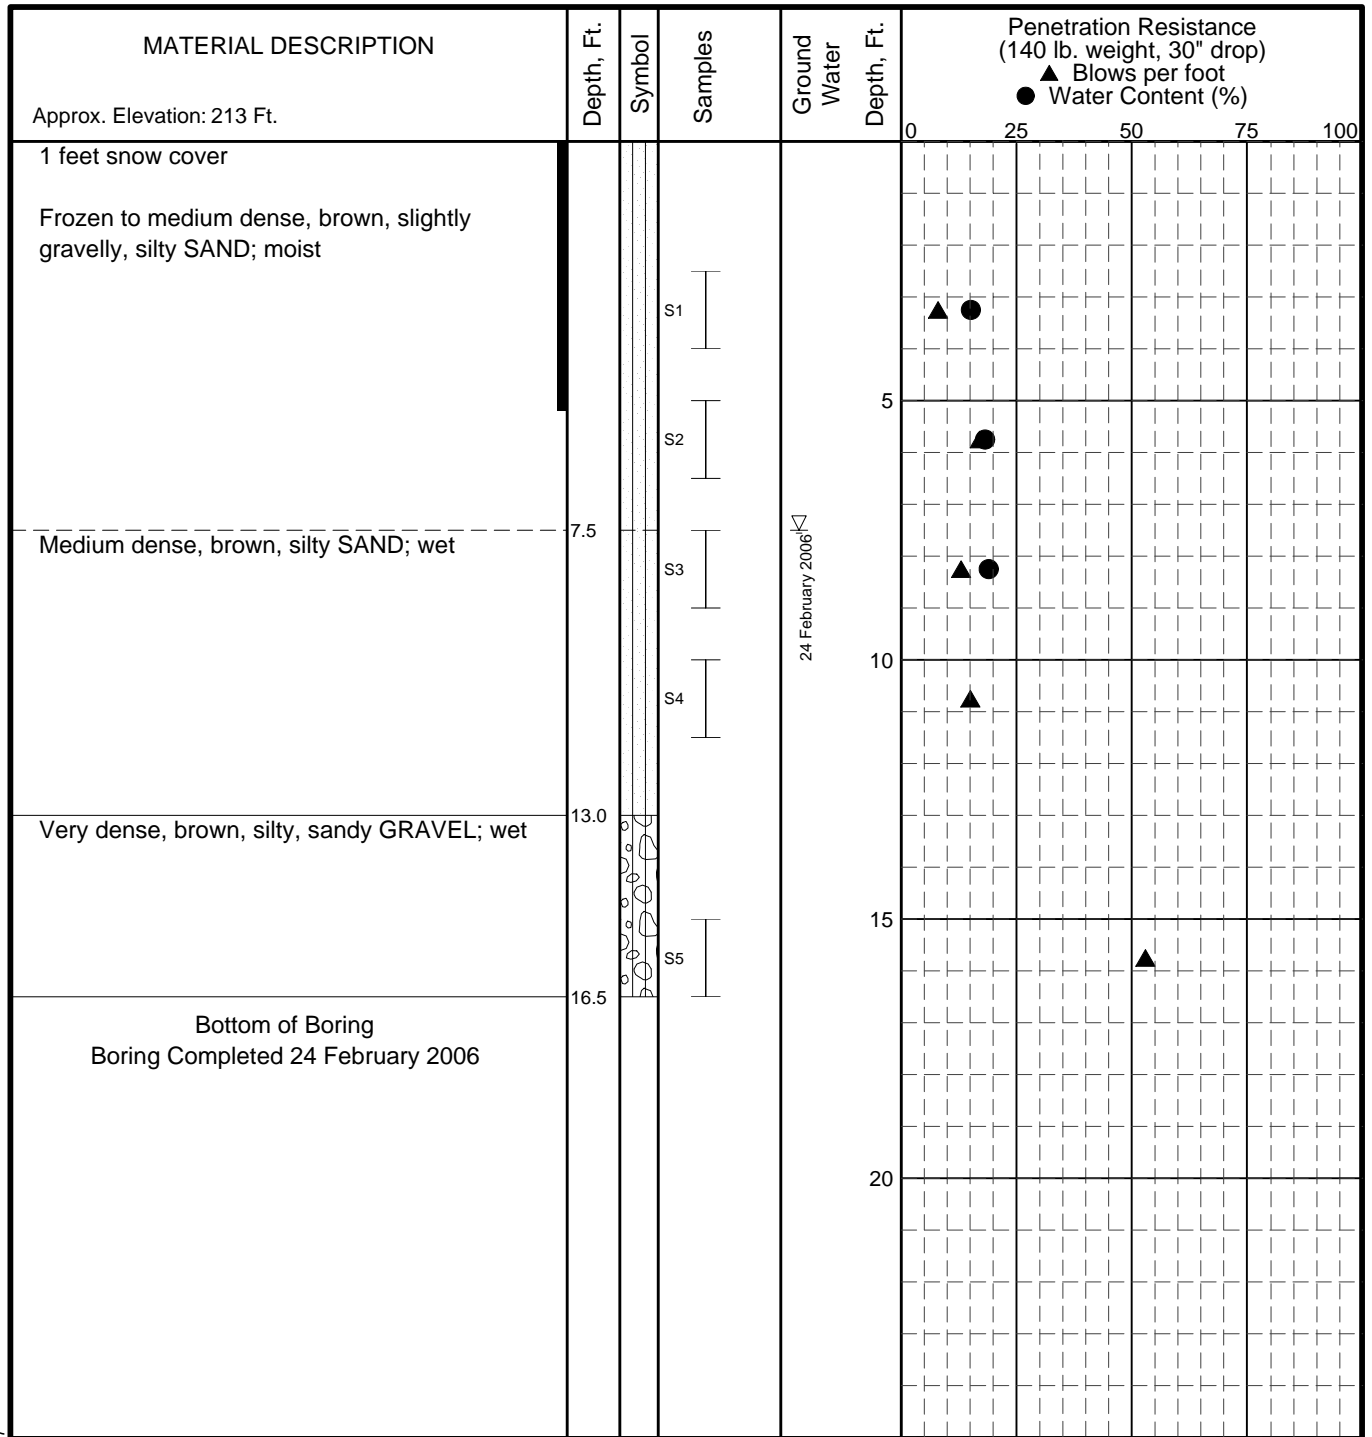 MATERIAL DESCRIPTION
Approx. Elevation: 213 Ft.
Depth, Ft.
Symbol
Samples
Ground
Water
Depth, Ft.
Penetration Resistance
(140 lb. weight, 30" drop)
▲ Blows per foot
● Water Content (%)
0 25 50 75 100
1 feet snow cover
Frozen to medium dense, brown, slightly
gravelly, silty SAND; moist
S1
5
S2
7.5
Medium dense, brown, silty SAND; wet
S3
24 February 2006
10
S4
13.0
Very dense, brown, silty, sandy GRAVEL; wet
15
S5
16.5
Bottom of Boring
Boring Completed 24 February 2006
20